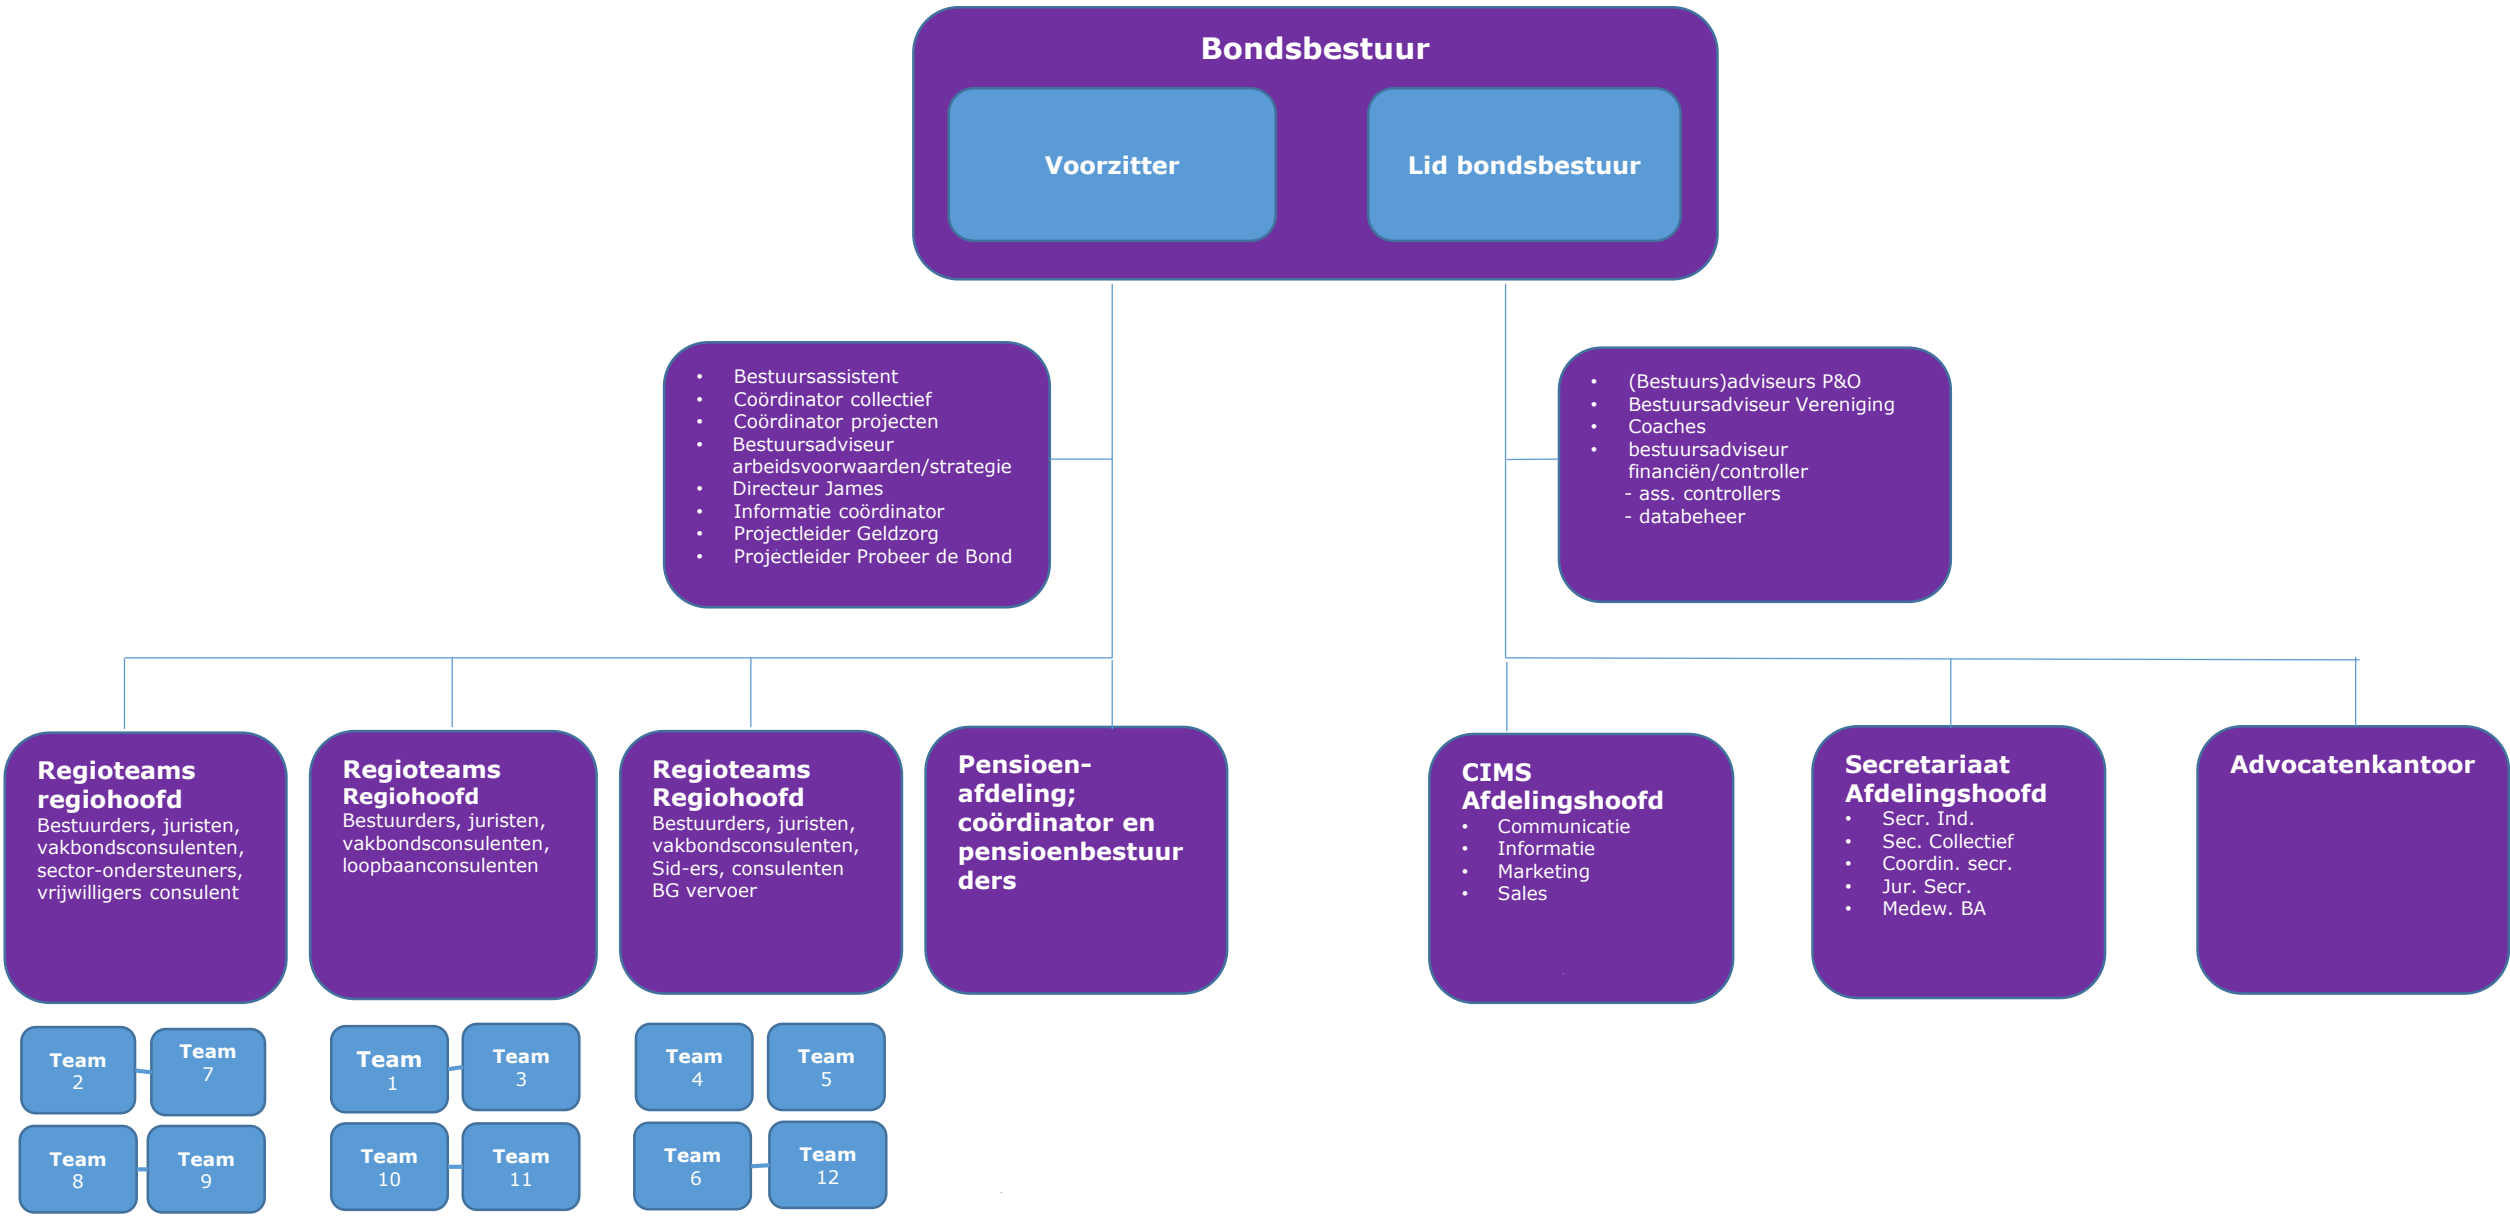 Bondsbestuur
Voorzitter
Lid bondsbestuur
• Bestuursassistent
• Coördinator collectief
• Coördinator projecten
• Bestuursadviseur
arbeidsvoorwaarden/strategie
• Directeur James
• Informatie coördinator
• Projectleider Geldzorg
• Projectleider Probeer de Bond
• (Bestuurs)adviseurs P&O
• Bestuursadviseur Vereniging
• Coaches
• bestuursadviseur
financiën/controller
- ass. controllers
- databeheer
Regioteams
regiohoofd
Bestuurders, juristen,
vakbondsconsulenten,
sector-ondersteuners,
vrijwilligers consulent
Regioteams
Regiohoofd
Bestuurders, juristen,
vakbondsconsulenten,
loopbaanconsulenten
Regioteams
Regiohoofd
Bestuurders, juristen,
vakbondsconsulenten,
Sid-ers, consulenten
BG vervoer
Pensioen-
afdeling;
coördinator en
pensioenbestuur
ders
CIMS
Afdelingshoofd
• Communicatie
• Informatie
• Marketing
• Sales
Secretariaat
Afdelingshoofd
• Secr. Ind.
• Sec. Collectief
• Coordin. secr.
• Jur. Secr.
• Medew. BA
Advocatenkantoor
Team
2
Team
7
Team
8
Team
9
Team
1
Team
3
Team
10
Team
11
Team
4
Team
5
Team
6
Team
12